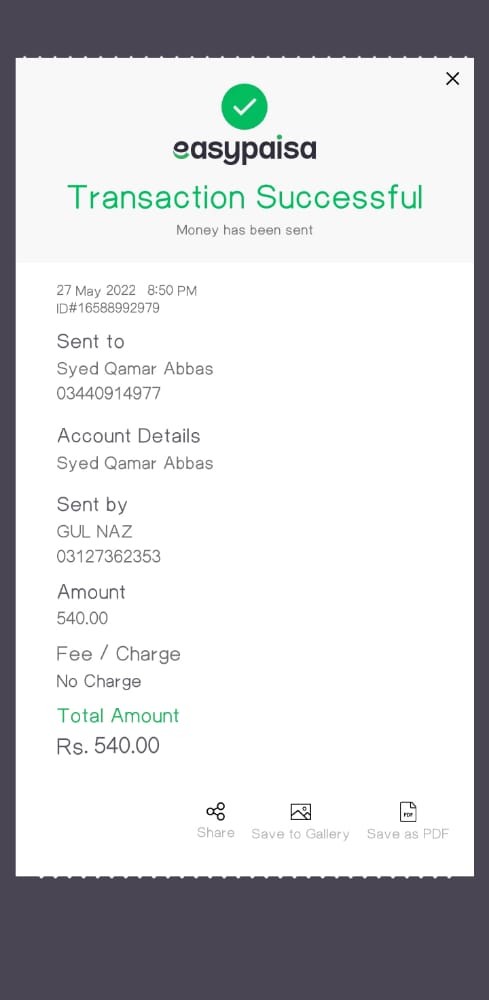 easypaisa
Transaction Successful
Money has been sent
27 May 2022 8:50 PM
ID#16588992979
Sent to
Syed Qamar Abbas
03440914977
Account Details
Syed Qamar Abbas
Sent by
GUL NAZ
03127362353
Amount
540.00
Fee / Charge
No Charge
Total Amount
Rs. 540.00
PDF
Share Save to Gallery Save as PDF